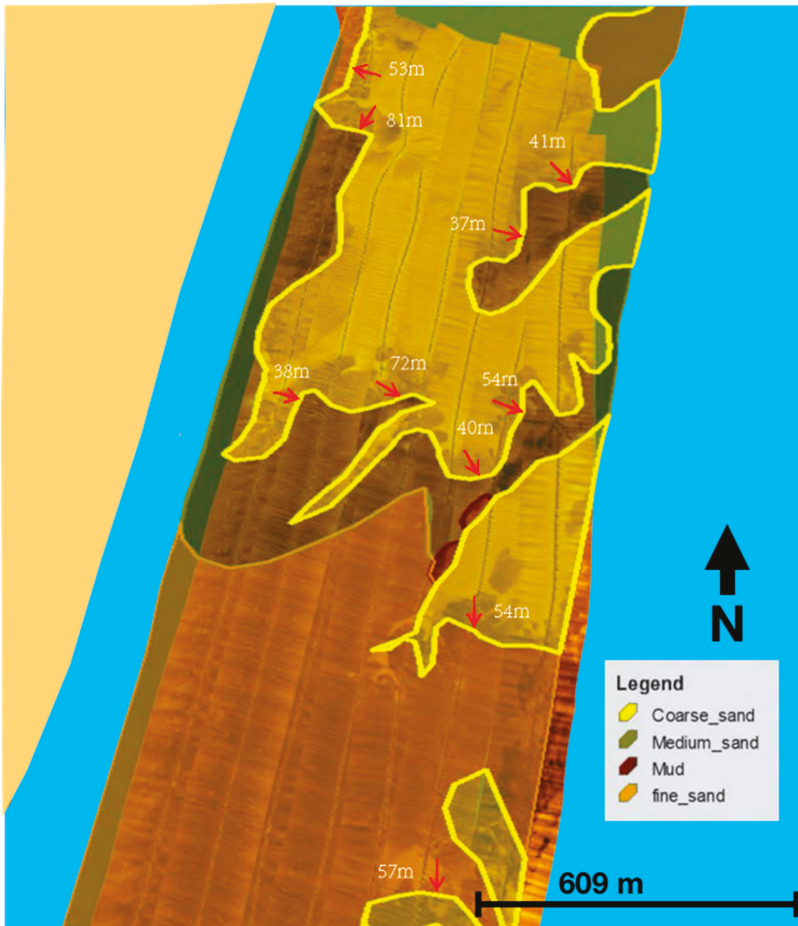 53m
81m
41m
37m
72m
38m
54m
40m
54m
N
Legend
Coarse_sand
Medium_sand
Mud
fine_sand
57m
609 m